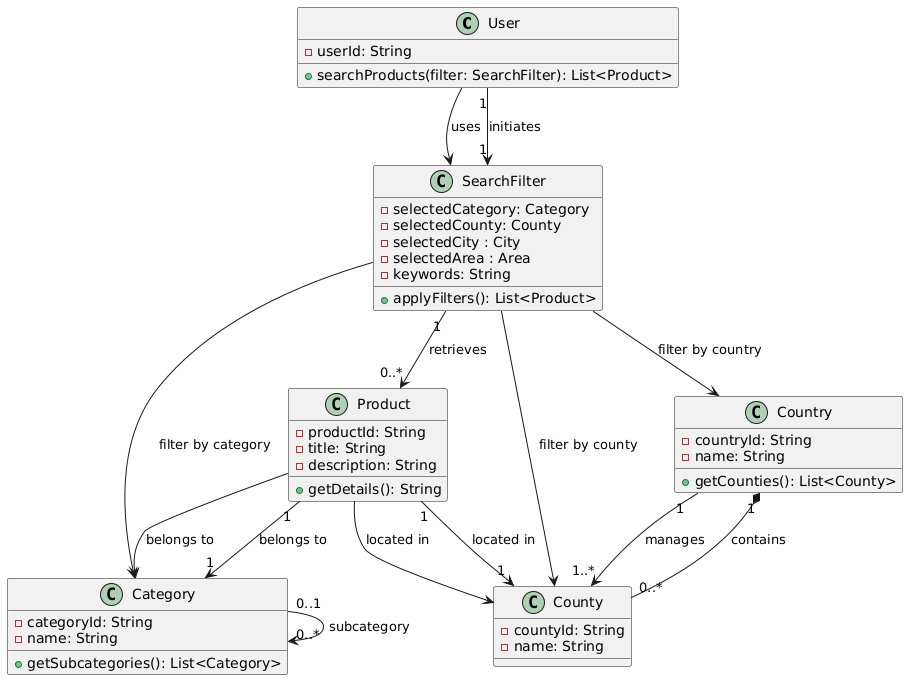 C User
userId: String
searchProducts(filter: SearchFilter): List<Product>
uses
1
initiates
1
C SearchFilter
selectedCategory: Category
selectedCounty: County
selectedCity : City
selectedArea : Area
keywords: String
applyFilters(): List<Product>
1
retrieves
0..*
filter by country
filter by category
filter by county
C Product
productId: String
title: String
description: String
getDetails(): String
C Country
countryId: String
name: String
getCounties(): List<County>
belongs to
1
belongs to
1
located in
1
located in
1
1
manages
1..*
1
contains
0..*
C Category
categoryId: String
name: String
getSubcategories(): List<Category>
0..1
subcategory
0..*
C County
countyId: String
name: String